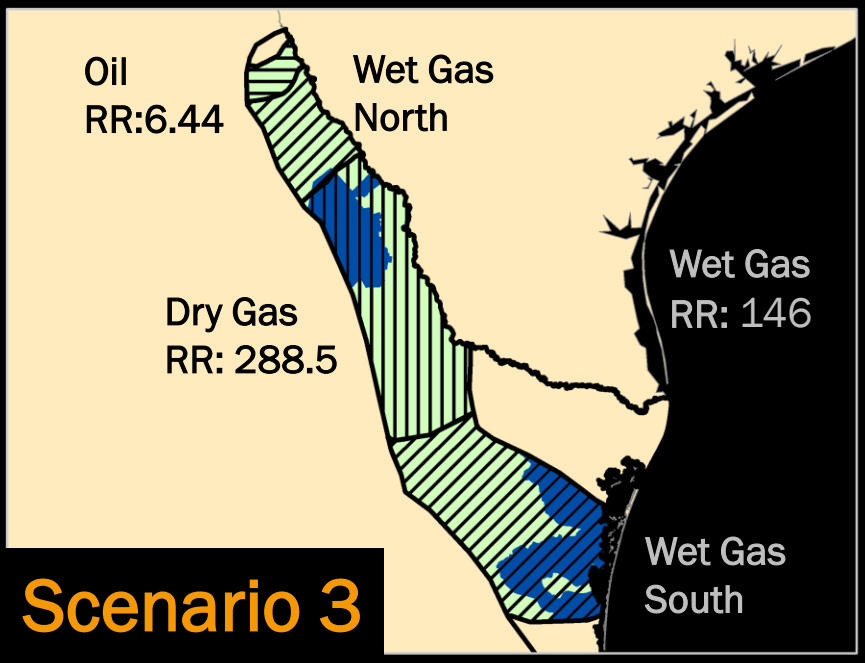 Oil
RR:6.44
Wet Gas
North
Wet Gas
RR: 146
Dry Gas
RR: 288.5
Wet Gas
South
Scenario 3